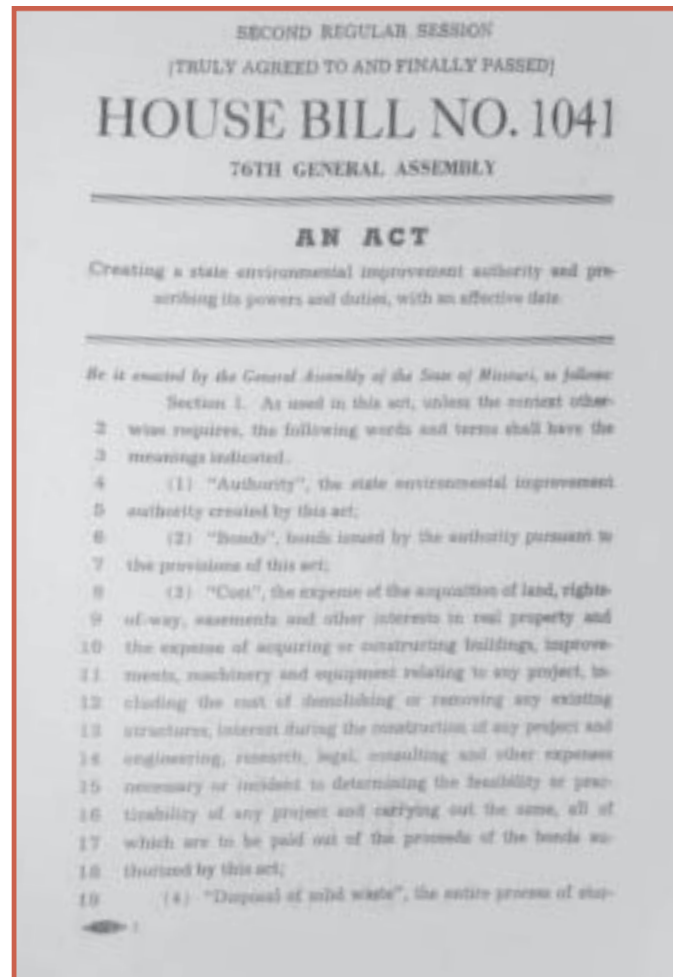 SECOND REGULAR SESSION
[TRULY AGREED TO AND FINALLY PASSED]
HOUSE BILL NO. 1041
76TH GENERAL ASSEMBLY
AN ACT
Creating a state environmental improvement authority and pre-
scribing its powers and duties, with an effective date.
Be it enacted by the General Assembly of the State of Missouri, as follows:
Section 1. As used in this act, unless the context other-
2 wise requires, the following words and terms shall have the
3 meanings indicated.
4 (1) "Authority", the state environmental improvement
5 authority created by this act;
6 (2) "Bonds", bonds issued by the authority pursuant to
7 the provisions of this act;
8 (3) "Cost", the expense of the acquisition of land, rights-
9 of-way, easements and other interests in real property and
10 the expense of acquiring or constructing buildings, improve-
11 ments, machinery and equipment relating to any project, in-
12 cluding the cost of demolishing or removing any existing
13 structures, interest during the construction of any project and
14 engineering, research, legal, consulting and other expenses
15 necessary or incident to determining the feasibility or prac-
16 ticability of any project and carrying out the same, all of
17 which are to be paid out of the proceeds of the bonds au-
18 thorized by this act;
19 (4) "Disposal of solid waste", the entire process of stor-
1